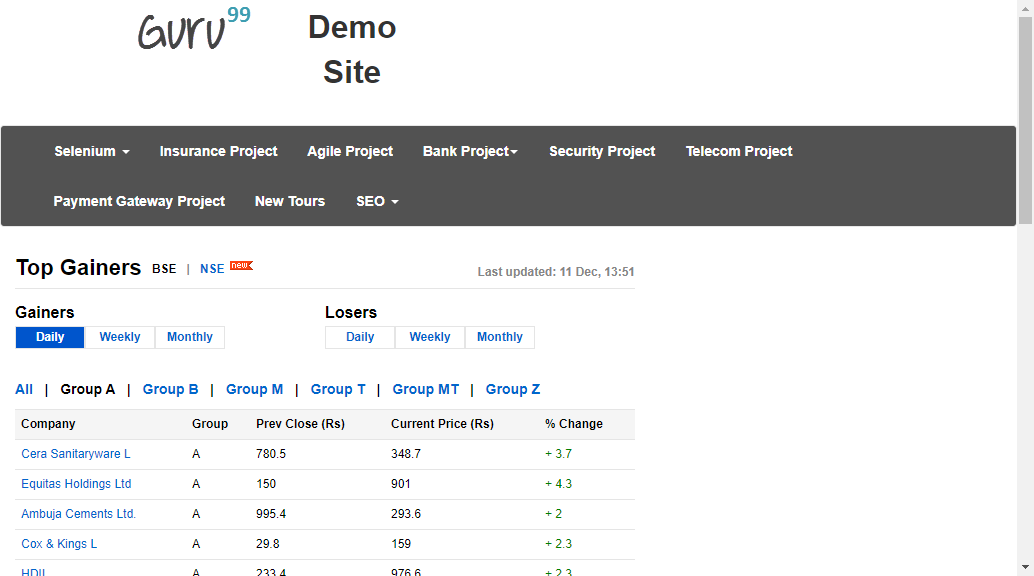 Guru99
Demo
Site
Selenium Insurance Project Agile Project Bank Project Security Project Telecom Project
Payment Gateway Project New Tours SEO
Top Gainers BSE | NSE new Last updated: 11 Dec, 13:51
Gainers Losers
Daily Weekly Monthly Daily Weekly Monthly
All | Group A | Group B | Group M | Group T | Group MT | Group Z
Company Group Prev Close (Rs) Current Price (Rs) % Change
Cera Sanitaryware L A 780.5 348.7 + 3.7
Equitas Holdings Ltd A 150 901 + 4.3
Ambuja Cements Ltd. A 995.4 293.6 + 2
Cox & Kings L A 29.8 159 + 2.3
HDIL A 233.4 976.6 + 2.3